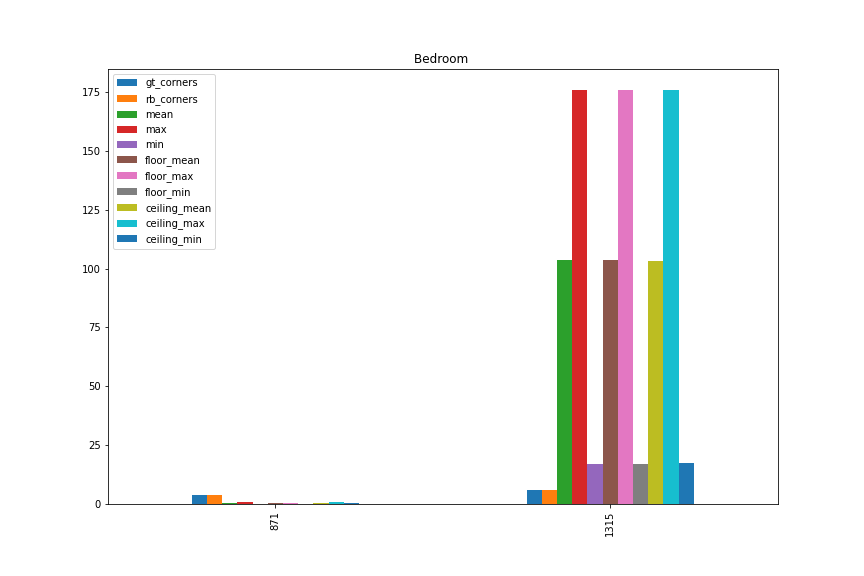 Bedroom
gt_corners
rb_corners
mean
max
min
floor_mean
floor_max
floor_min
ceiling_mean
ceiling_max
ceiling_min
175
150
125
100
75
50
25
0
871
1315